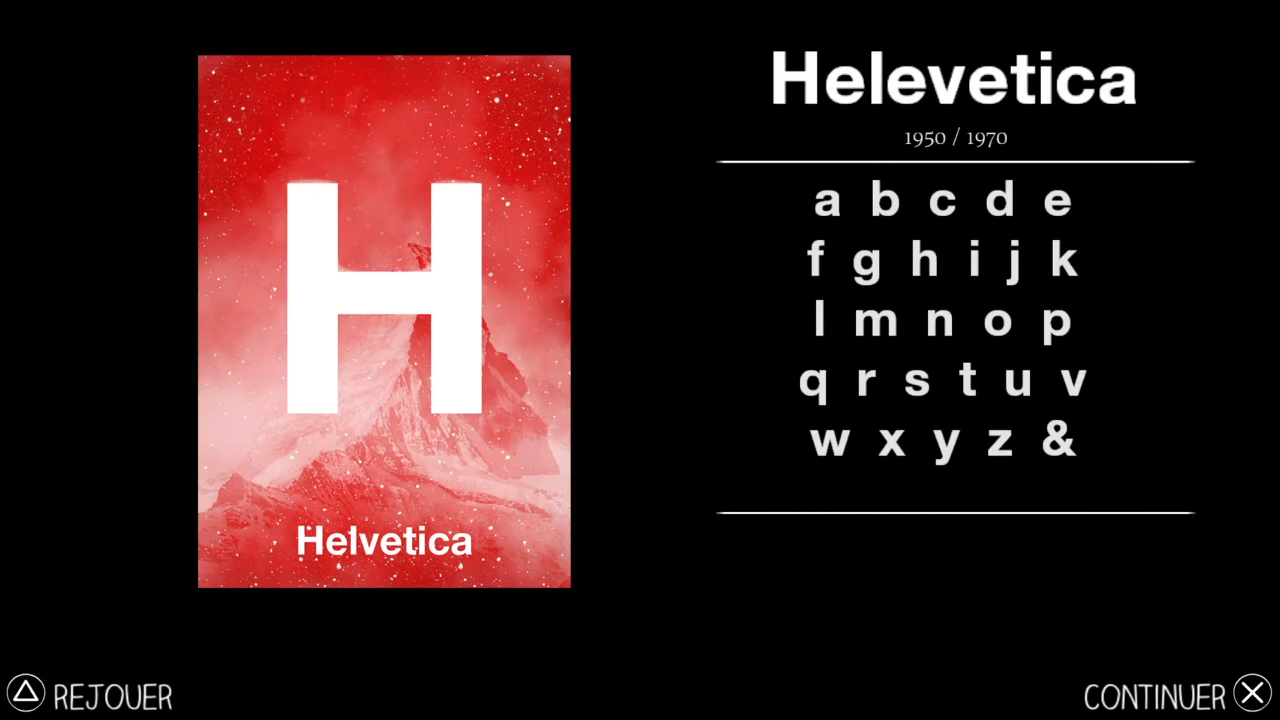 H
Helvetica
Helevetica
1950 / 1970
a b c d e
f g h i j k
l m n o p
q r s t u v
w x y z &
REJOUER
CONTINUER